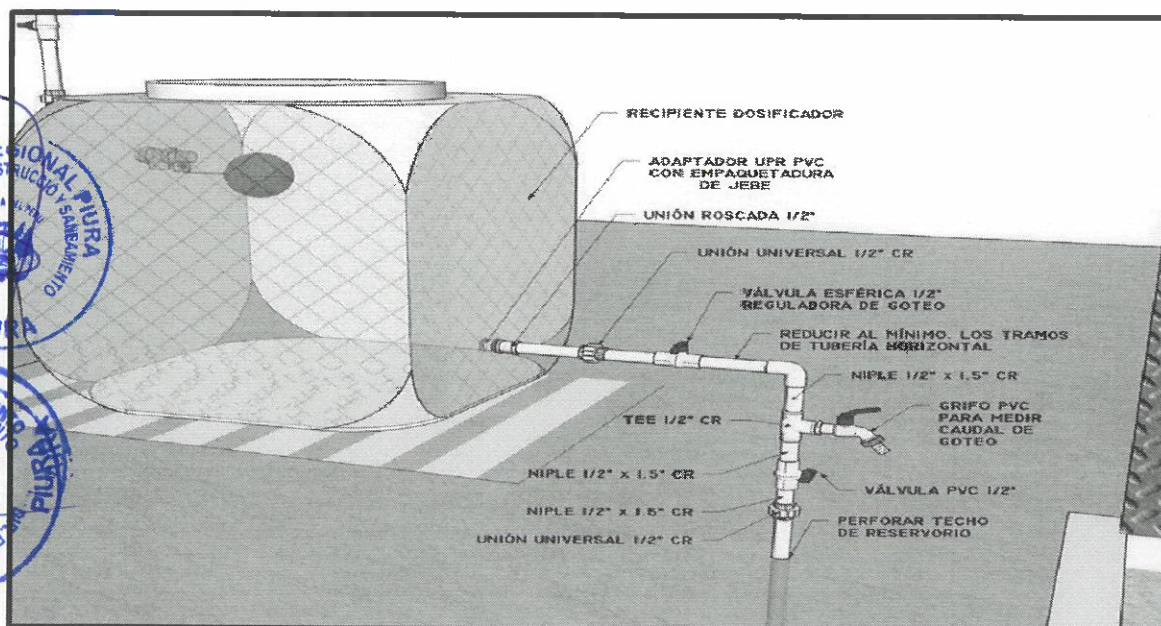 RECIPIENTE DOSIFICADOR
ADAPTADOR UPR PVC
CON EMPAQUETADURA
DE JEBE
UNIÓN ROSCADA 1/2"
UNIÓN UNIVERSAL 1/2" CR
VÁLVULA ESFÉRICA 1/2"
REGULADORA DE GOTEO
REDUCIR AL MÍNIMO. LOS TRAMOS
DE TUBERÍA HORIZONTAL
NIPLE 1/2" x 1.5" CR
TEE 1/2" CR
GRIFO PVC
PARA MEDIR
CAUDAL DE
GOTEO
NIPLE 1/2" x 1.5" CR
VÁLVULA PVC 1/2"
NIPLE 1/2" x 1.5" CR
PERFORAR TECHO
DE RESERVORIO
UNIÓN UNIVERSAL 1/2" CR
GIONAL PIURA
STRUCCIÓN Y SANEAMIENTO
URA
PIURA